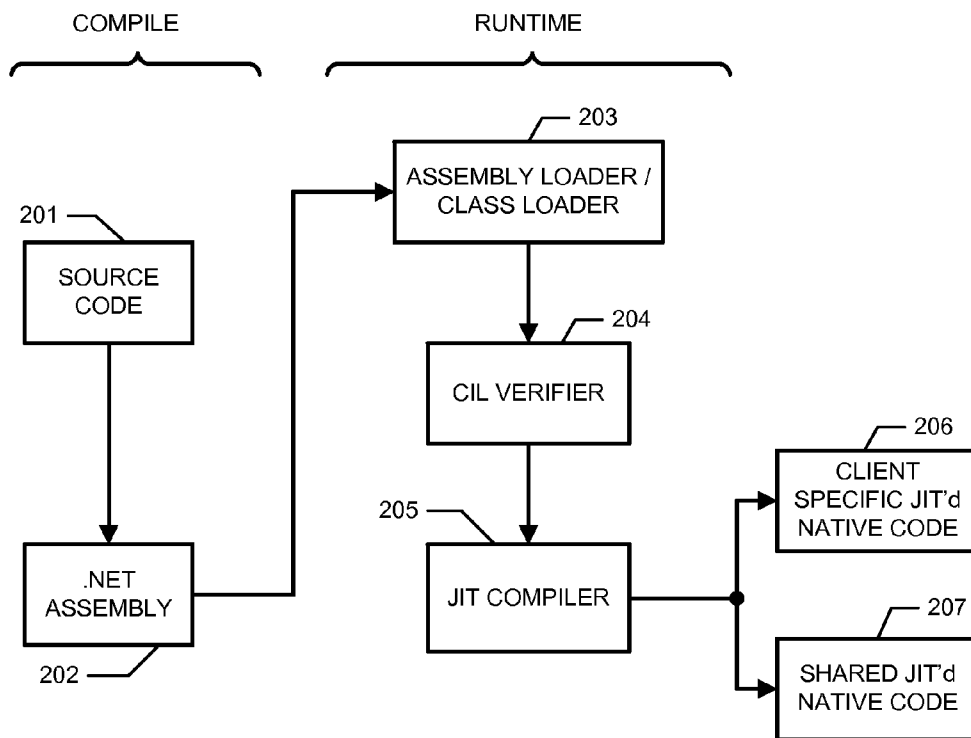 COMPILE
RUNTIME
203
ASSEMBLY LOADER /
CLASS LOADER
201
SOURCE
CODE
204
CIL VERIFIER
206
CLIENT
SPECIFIC JIT'd
NATIVE CODE
205
JIT COMPILER
.NET
ASSEMBLY
202
207
SHARED JIT'd
NATIVE CODE